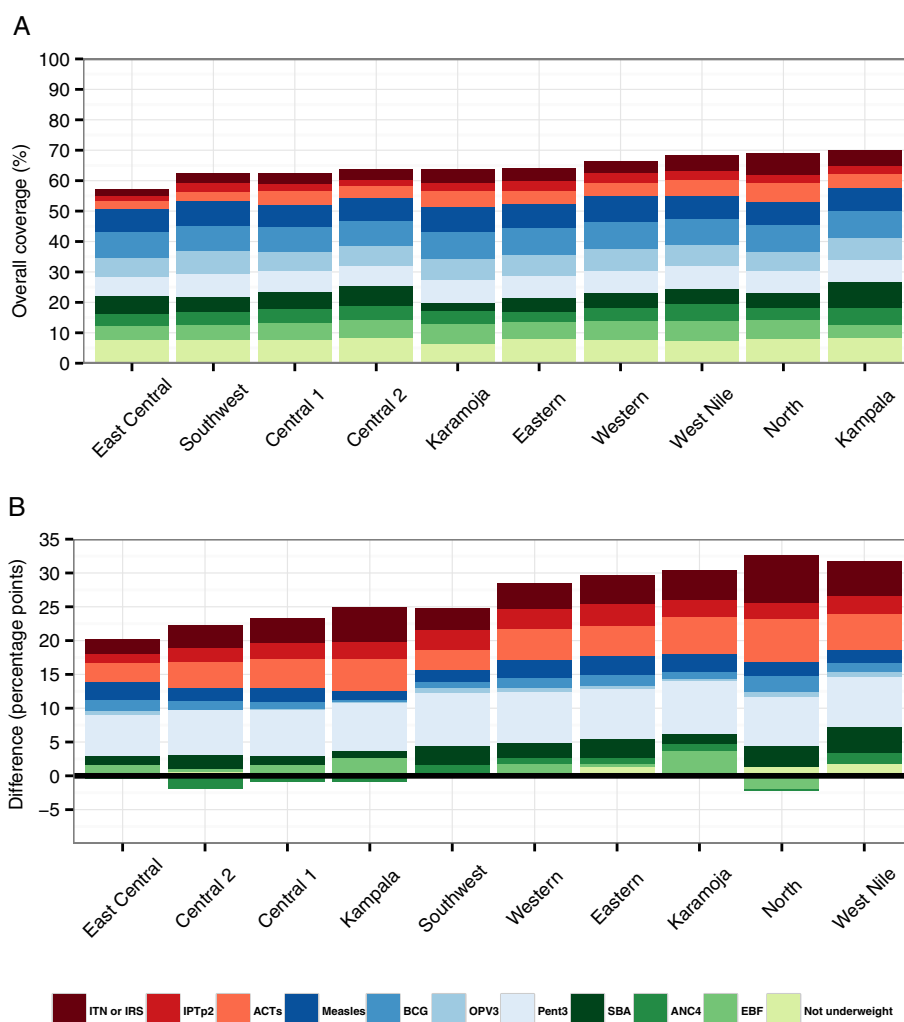 A
Overall coverage (%)
100
90
80
70
60
50
40
30
20
10
0
East Central
Southwest
Central 1
Central 2
Karamoja
Eastern
Western
West Nile
North
Kampala
B
Difference (percentage points)
35
30
25
20
15
10
5
0
−5
East Central
Central 2
Central 1
Kampala
Southwest
Western
Eastern
Karamoja
North
West Nile
ITN or IRS IPTp2 ACTs Measles BCG OPV3 Pent3 SBA ANC4 EBF Not underweight